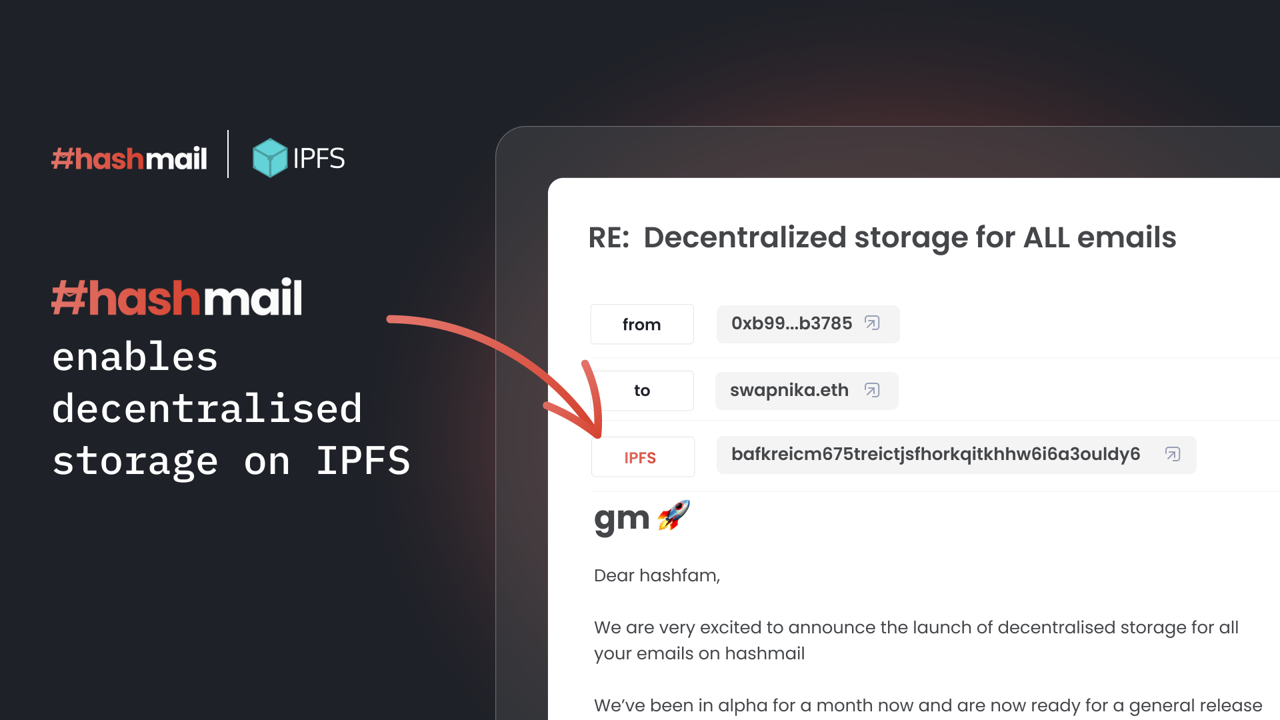 #hashmail
IPFS
#hashmail
enables
decentralised
storage on IPFS
RE: Decentralized storage for ALL emails
from
0xb99...b3785
to
swapnika.eth
IPFS
bafkreicm675treictjsfhorkqitkhhw6i6a3ouldy6
gm 🚀
Dear hashfam,
We are very excited to announce the launch of decentralised storage for all
your emails on hashmail
We’ve been in alpha for a month now and are now ready for a general release